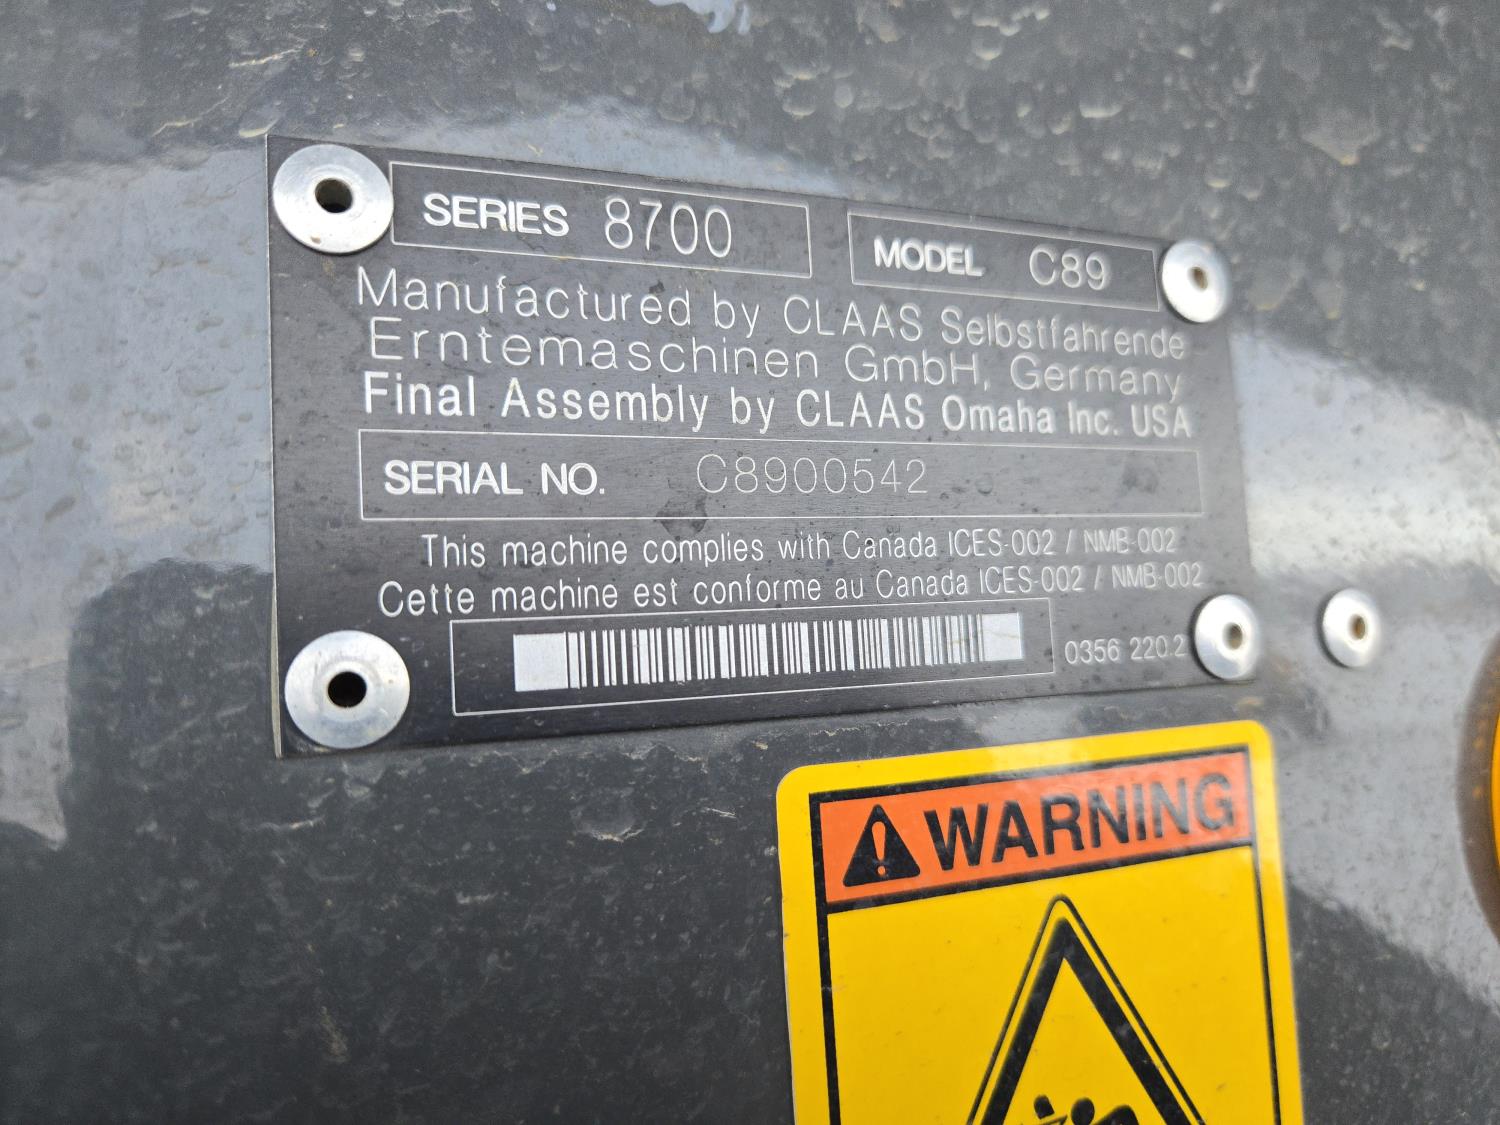 SERIES 8700 MODEL C89
Manufactured by CLAAS Selbstfahrende
Erntemaschinen GmbH, Germany
Final Assembly by CLAAS Omaha Inc. USA
SERIAL NO. C8900542
This machine complies with Canada ICES-002 / NMB-002
Cette machine est conforme au Canada ICES-002 / NMB-002
0356 220.2
WARNING